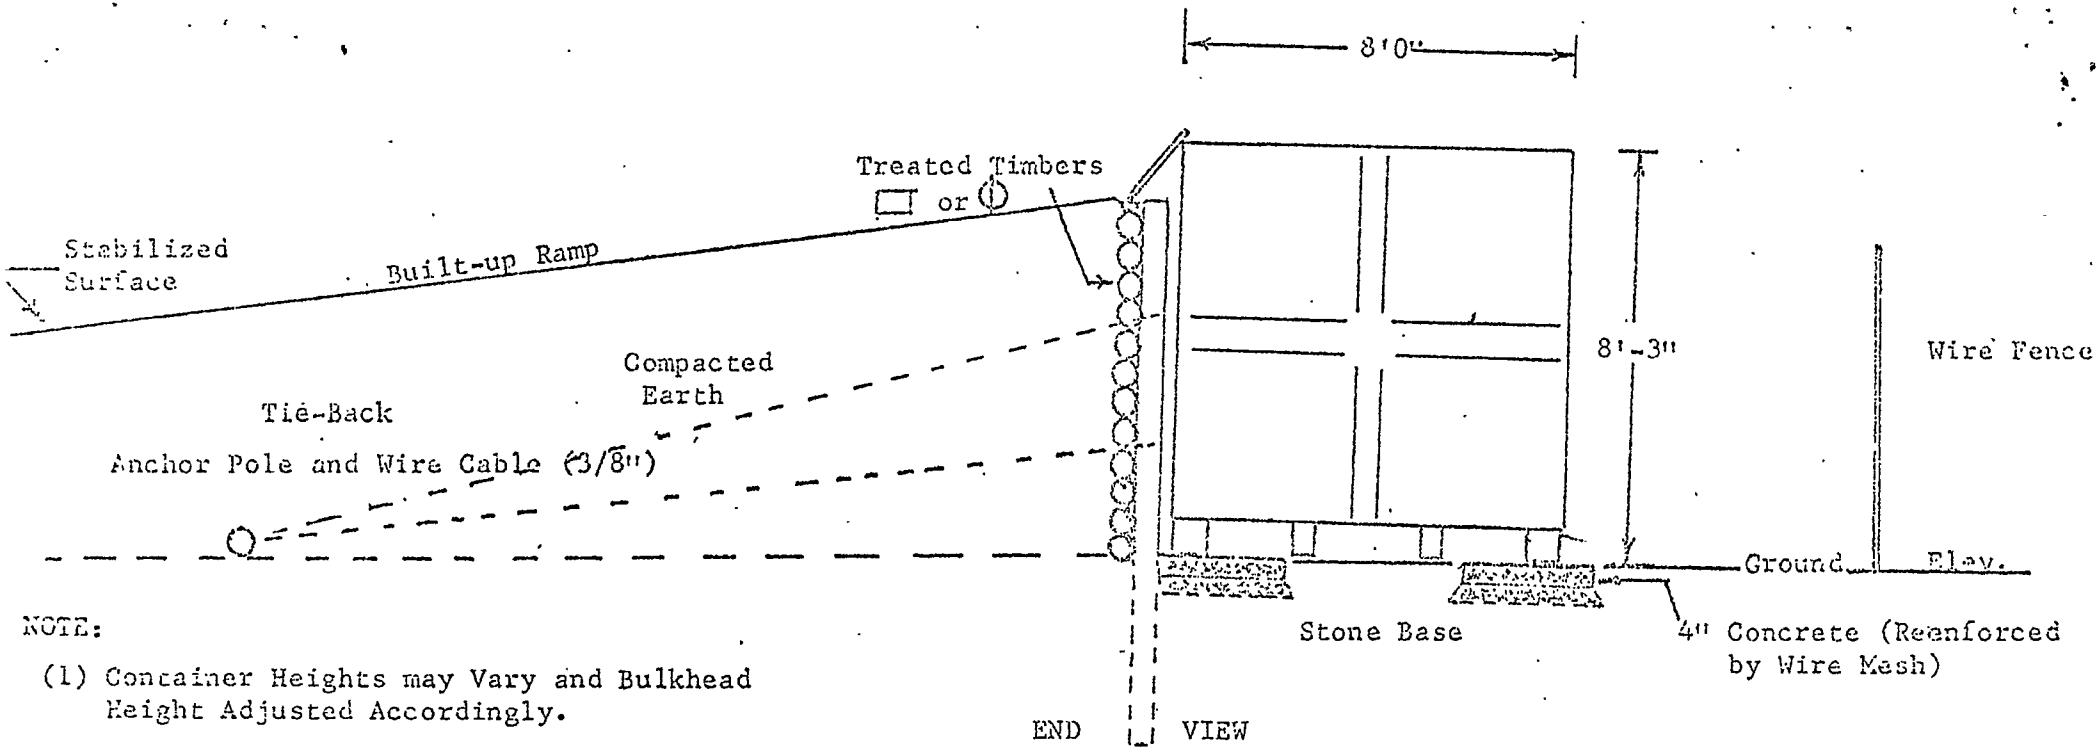 8'0"
Treated Timbers
or
Stabilized
Surface
Built-up Ramp
Compacted
Earth
8'-3"
Wire Fence
Tie-Back
Anchor Pole and Wire Cable (3/8")
Ground Elev.
NOTE:
Stone Base
4" Concrete (Reenforced
by Wire Mesh)
(1) Container Heights may Vary and Bulkhead
Height Adjusted Accordingly.
END VIEW